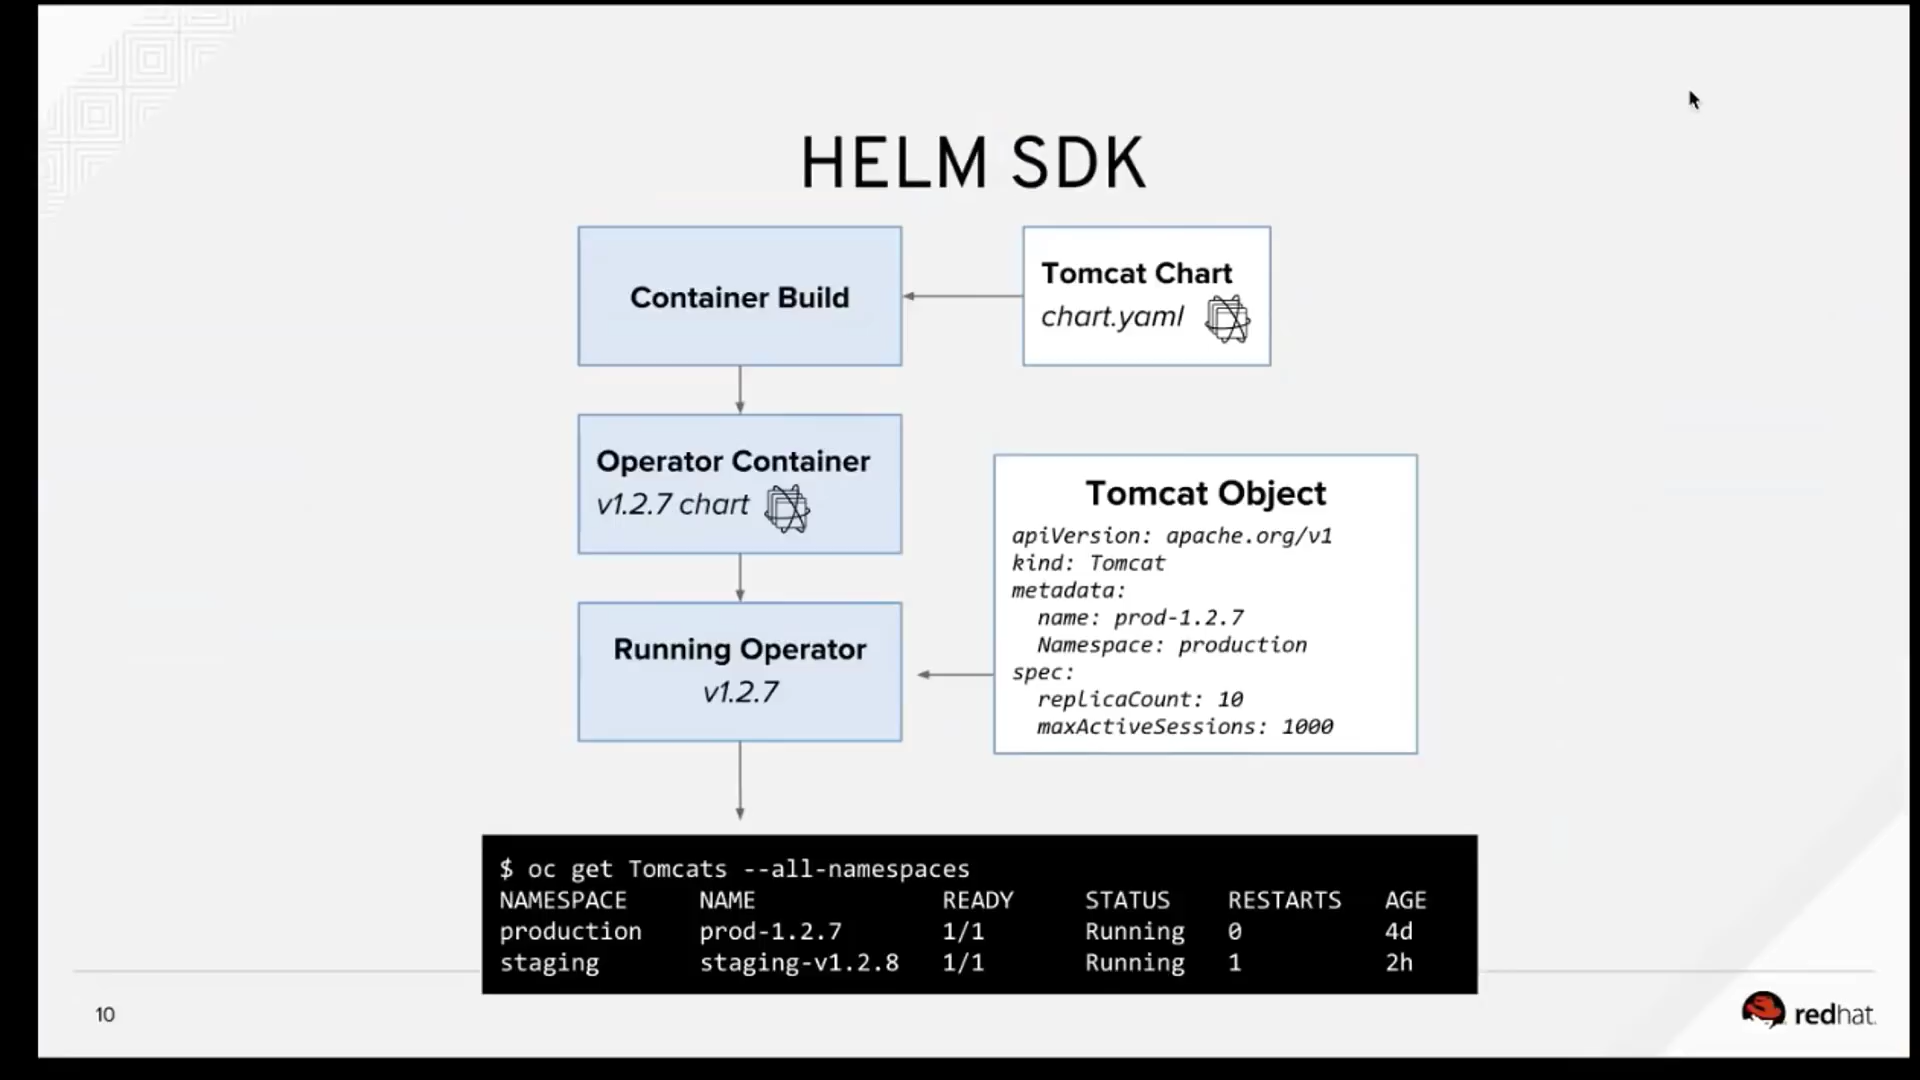 HELM SDK
Container Build
Tomcat Chart
chart.yaml
Operator Container
v1.2.7 chart
Running Operator
v1.2.7
Tomcat Object
apiVersion: apache.org/v1
kind: Tomcat
metadata:
  name: prod-1.2.7
  Namespace: production
spec:
  replicaCount: 10
  maxActiveSessions: 1000
$ oc get Tomcats --all-namespaces
NAMESPACE NAME READY STATUS RESTARTS AGE
production prod-1.2.7 1/1 Running 0 4d
staging staging-v1.2.8 1/1 Running 1 2h
10
redhat.